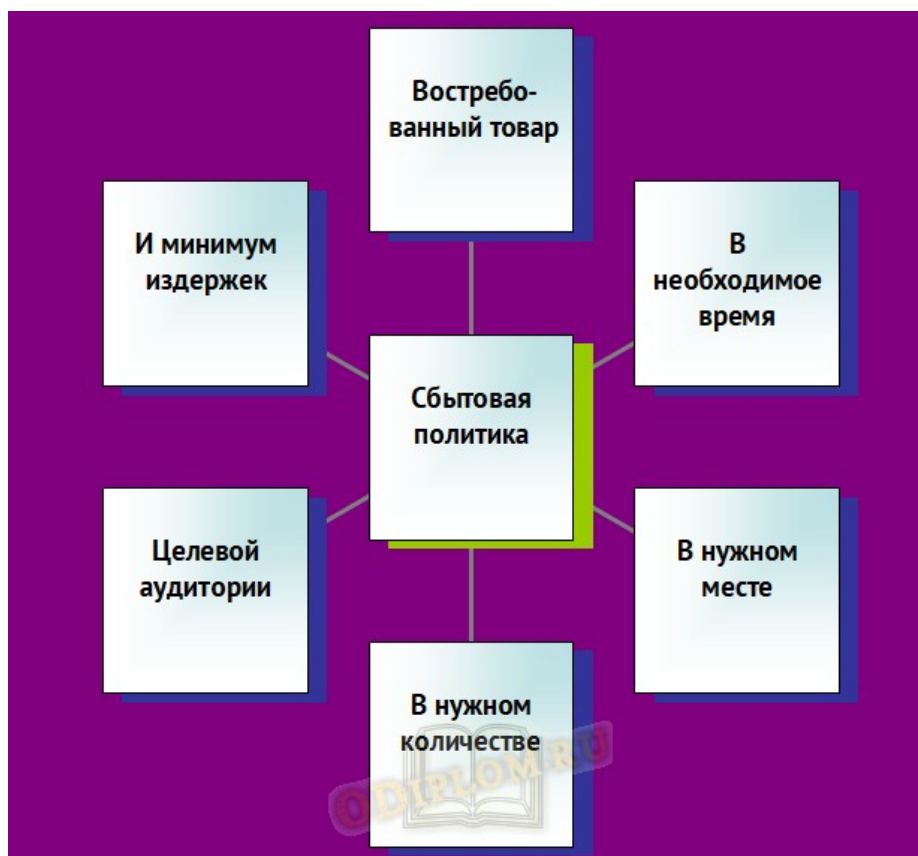 Востребо-
ванный товар
В
необходимое
время
В нужном
месте
В нужном
количестве
Целевой
аудитории
И минимум
издержек
Сбытовая
политика
ODIPLOM.RU